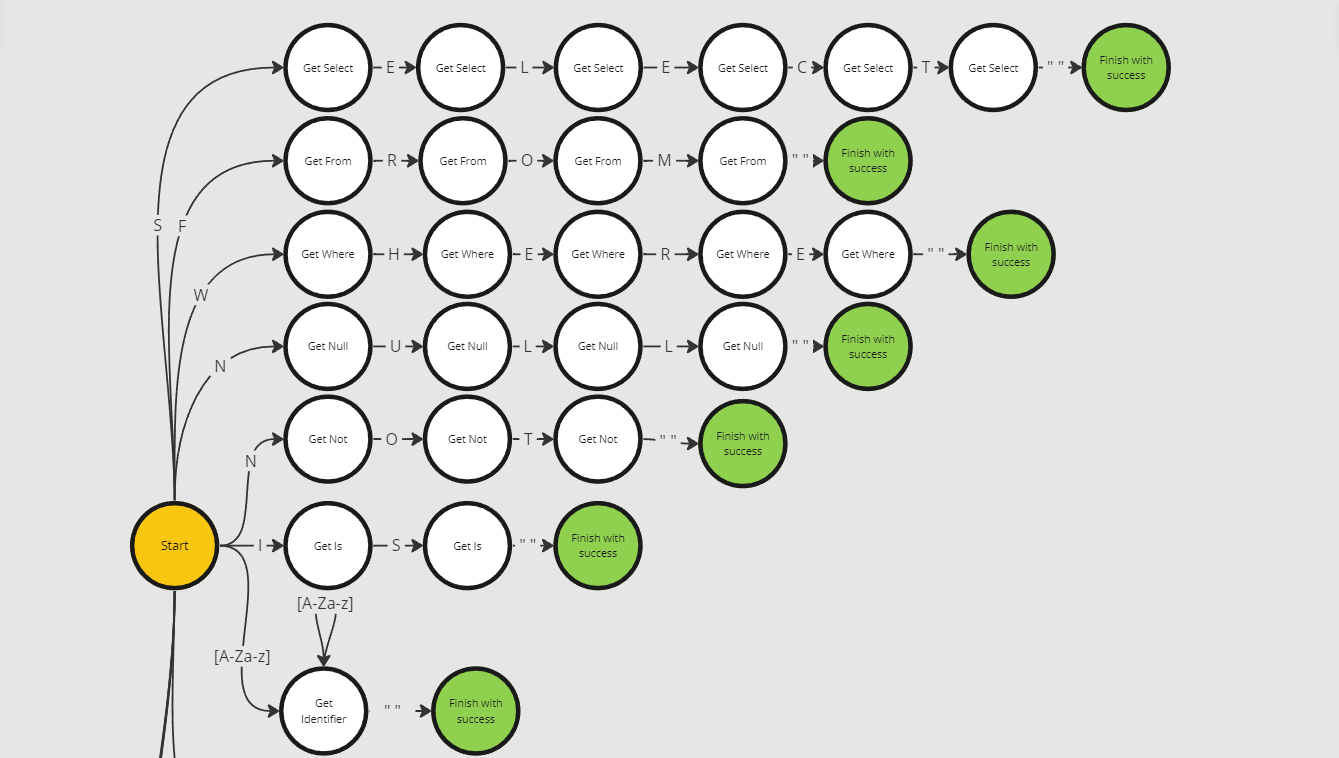 Get Select E Get Select L Get Select E Get Select C Get Select T Get Select " " Finish with
success
Get From R Get From O Get From M Get From " " Finish with
success
S F
Get Where H Get Where E Get Where R Get Where E Get Where " " Finish with
success
W
Get Null U Get Null L Get Null L Get Null " " Finish with
success
N
Get Not O Get Not T Get Not " " Finish with
success
N
Start I Get Is S Get Is " " Finish with
success
[A-Za-z]
[A-Za-z]
Get
Identifier " " Finish with
success